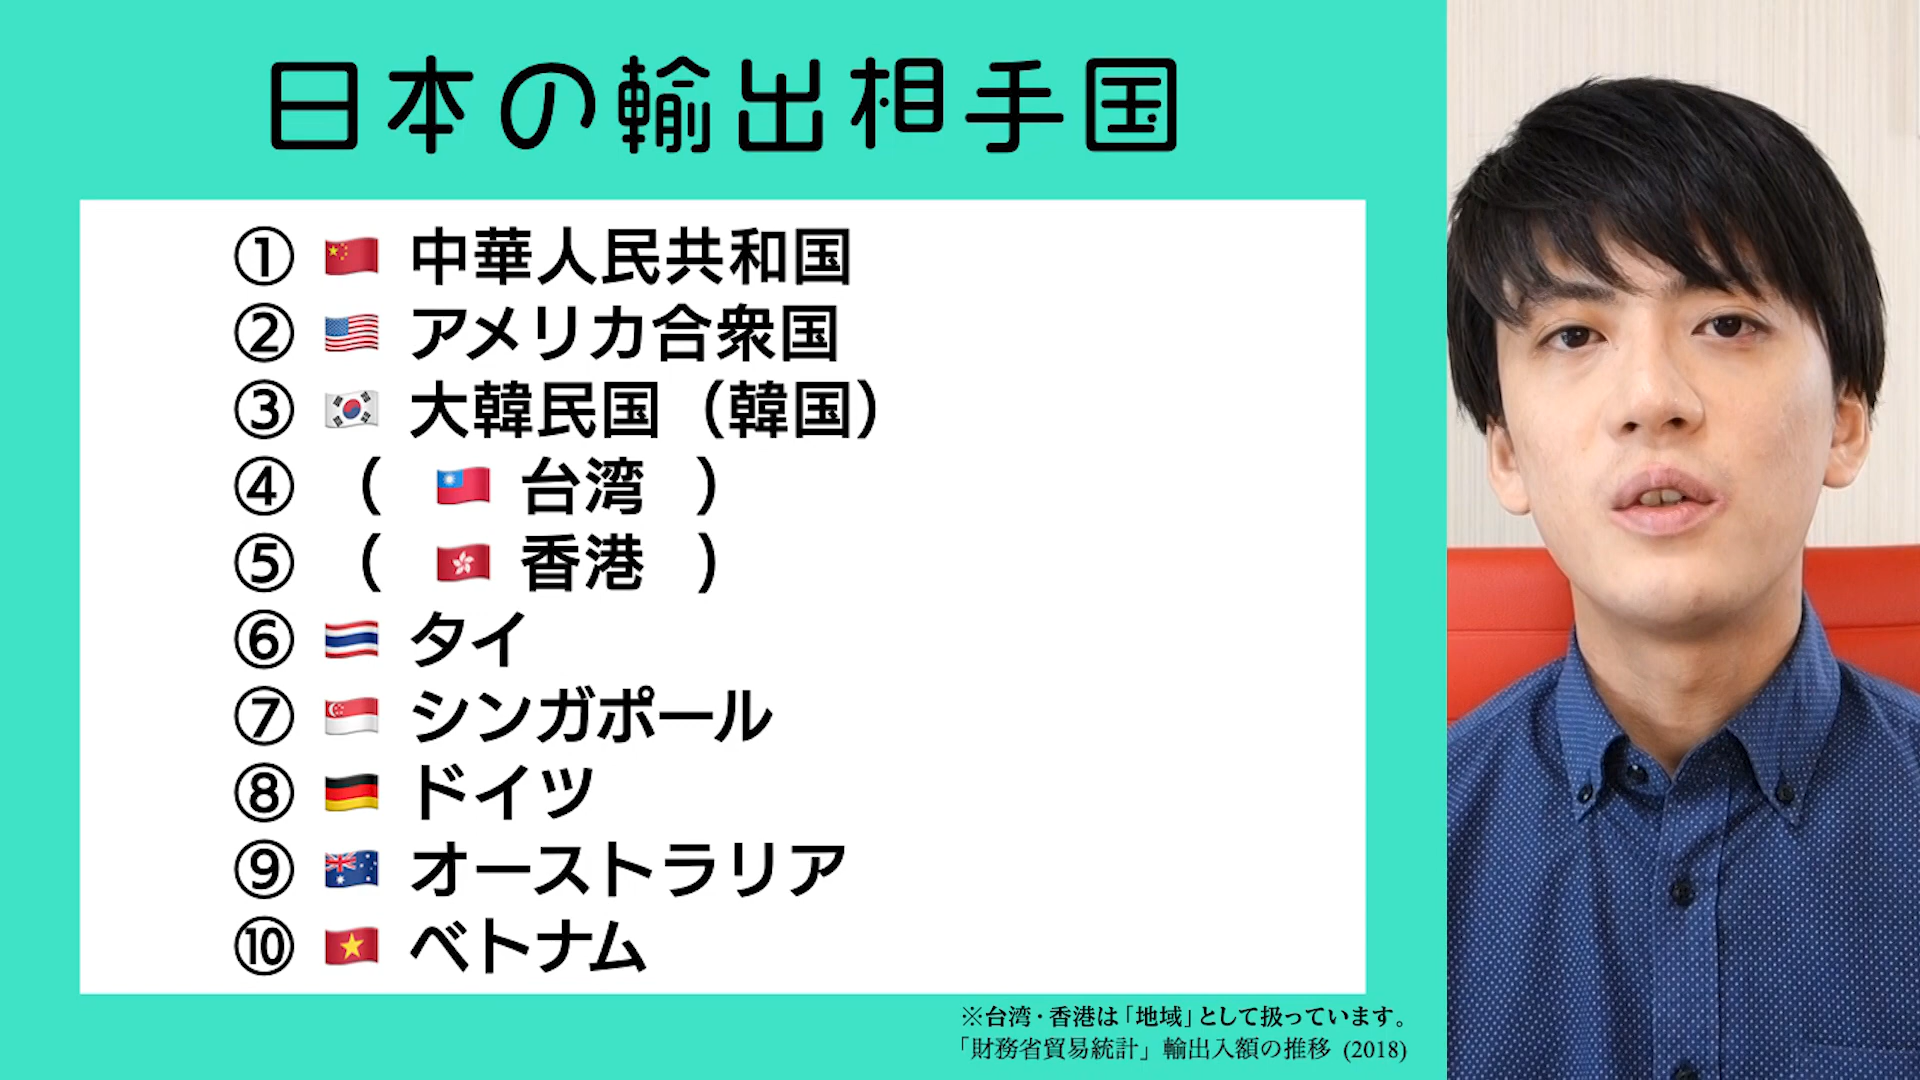 日本の輸出相手国
① 🇨🇳 中華人民共和国
② 🇺🇸 アメリカ合衆国
③ 🇰🇷 大韓民国（韓国）
④ （ 🇹🇼 台湾 ）
⑤ （ 🇭🇰 香港 ）
⑥ 🇹🇭 タイ
⑦ 🇸🇬 シンガポール
⑧ 🇩🇪 ドイツ
⑨ 🇦🇺 オーストラリア
⑩ 🇻🇳 ベトナム
※台湾・香港は「地域」として扱っています。
「財務省貿易統計」輸出入額の推移 (2018)